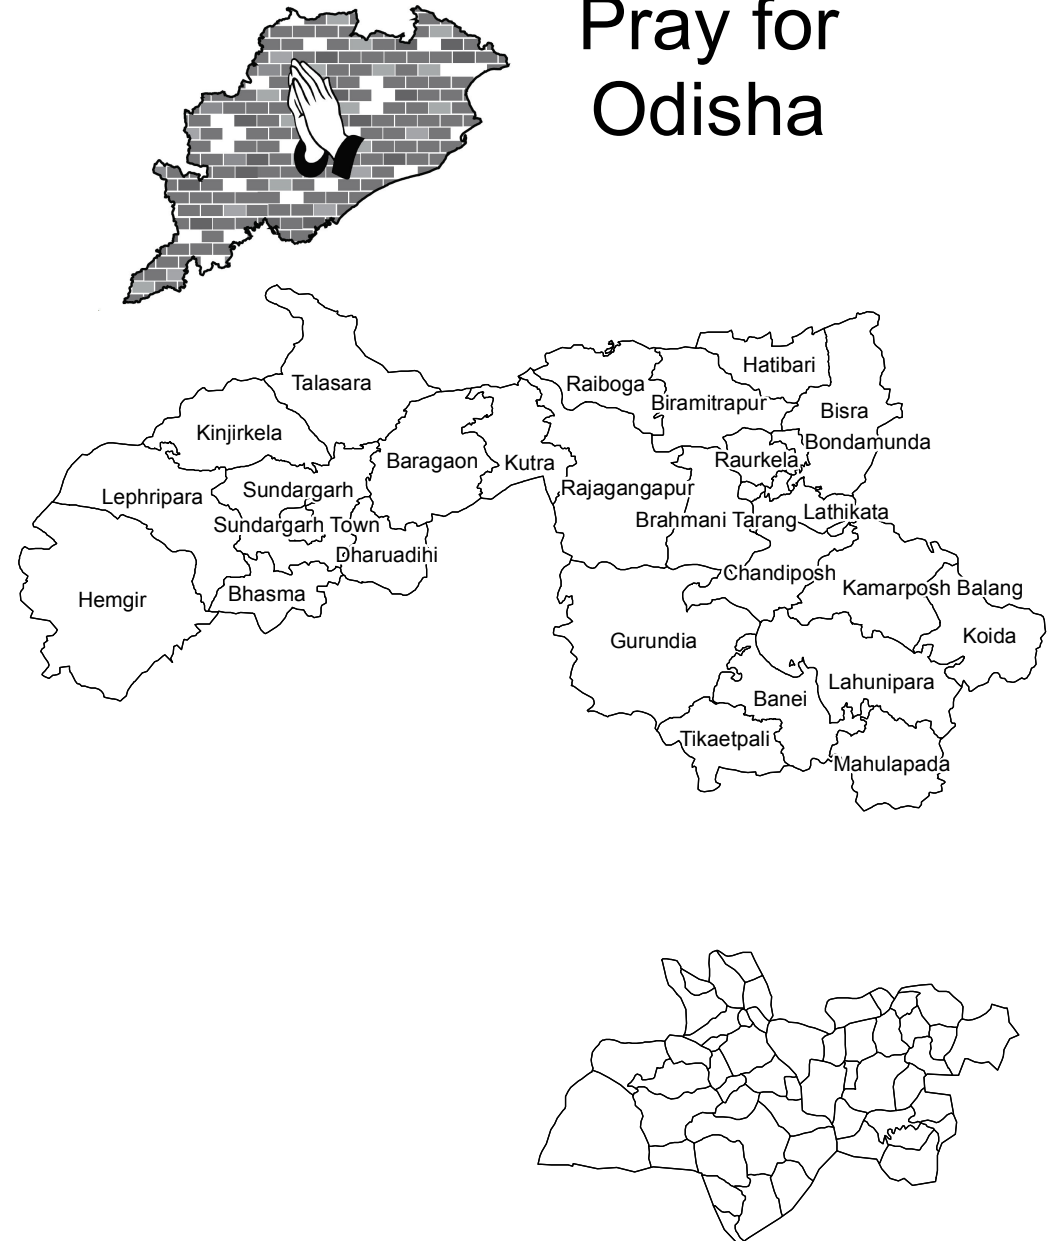 Pray for
Odisha
Talasara
Hatibari
Raiboga
Biramitrapur
Bisra
Kinjirkela
Bondamunda
Baragaon
Kutra
Raurkela
Lephripara
Sundargarh
Rajagangapur
Sundargarh Town
Brahmani Tarang
Lathikata
Dharuadihi
Chandiposh
Kamarposh Balang
Hemgir
Bhasma
Gurundia
Koida
Lahunipara
Banei
Tikaetpali
Mahulapada